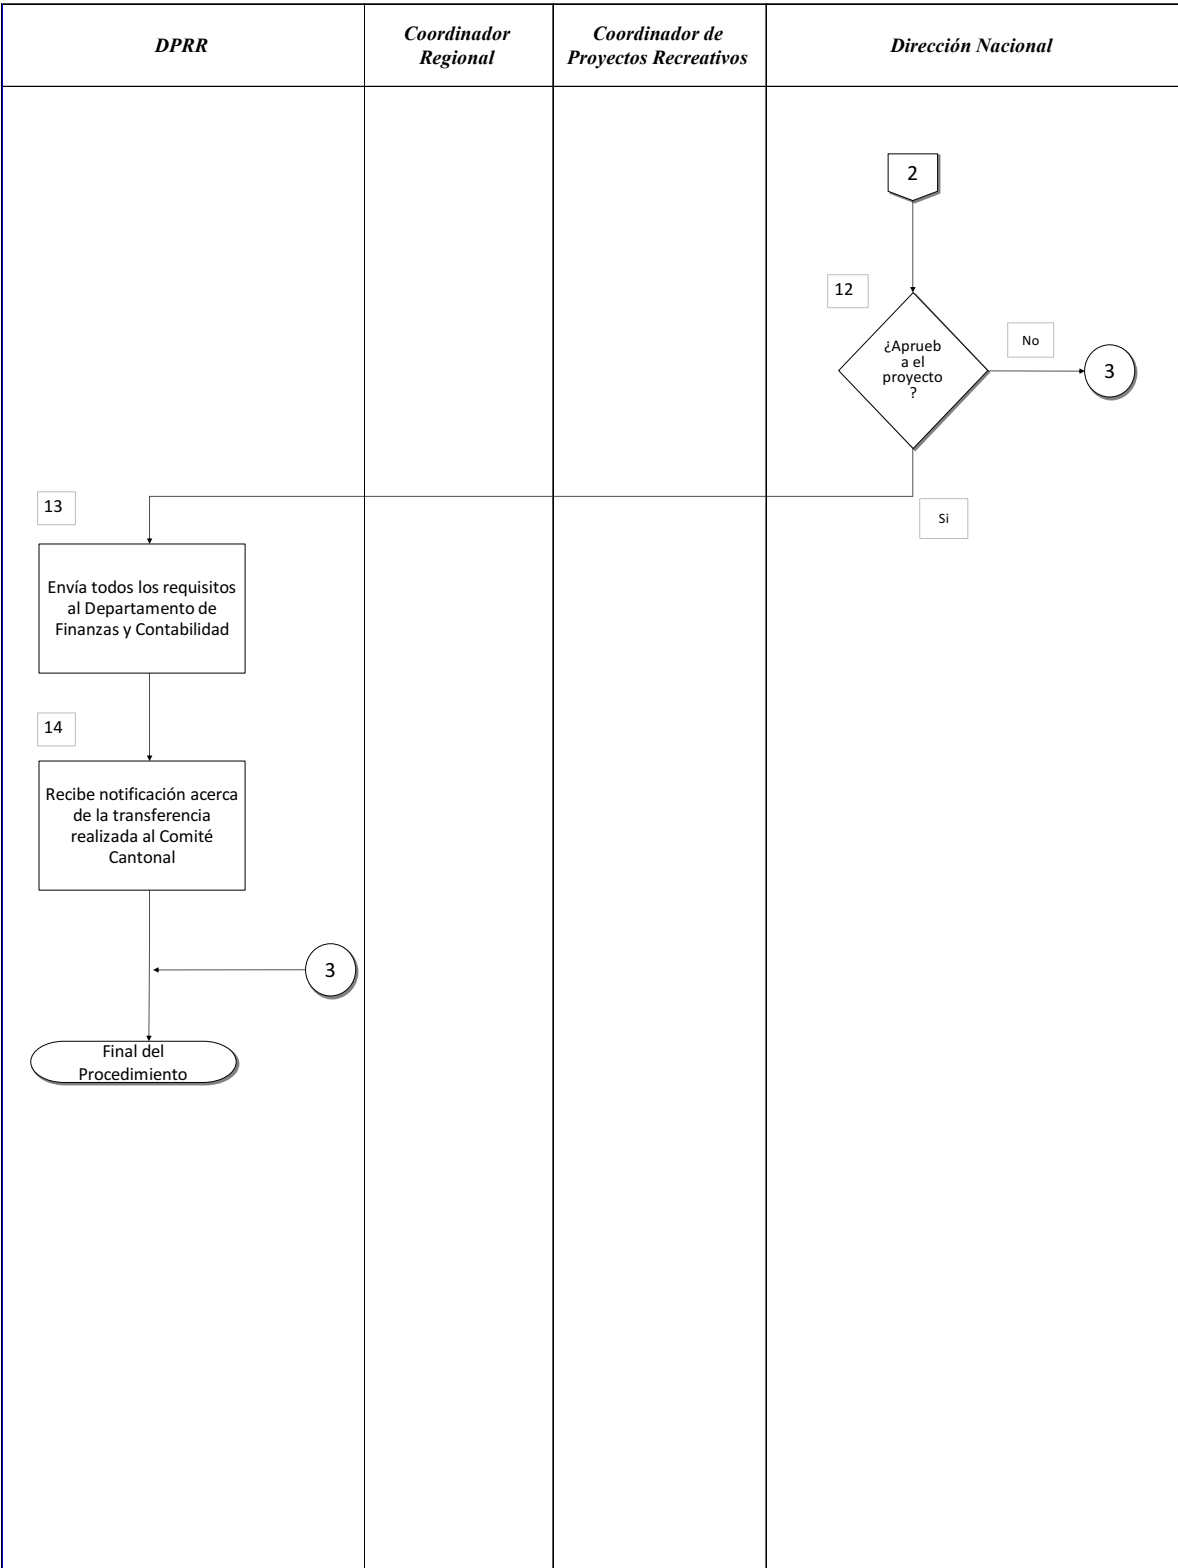 DPRR
Coordinador
Regional
Coordinador de
Proyectos Recreativos
Dirección Nacional
2
12
¿Aprueb
a el
proyecto
?
No
3
Si
13
Envía todos los requisitos
al Departamento de
Finanzas y Contabilidad
14
Recibe notificación acerca
de la transferencia
realizada al Comité
Cantonal
3
Final del
Procedimiento